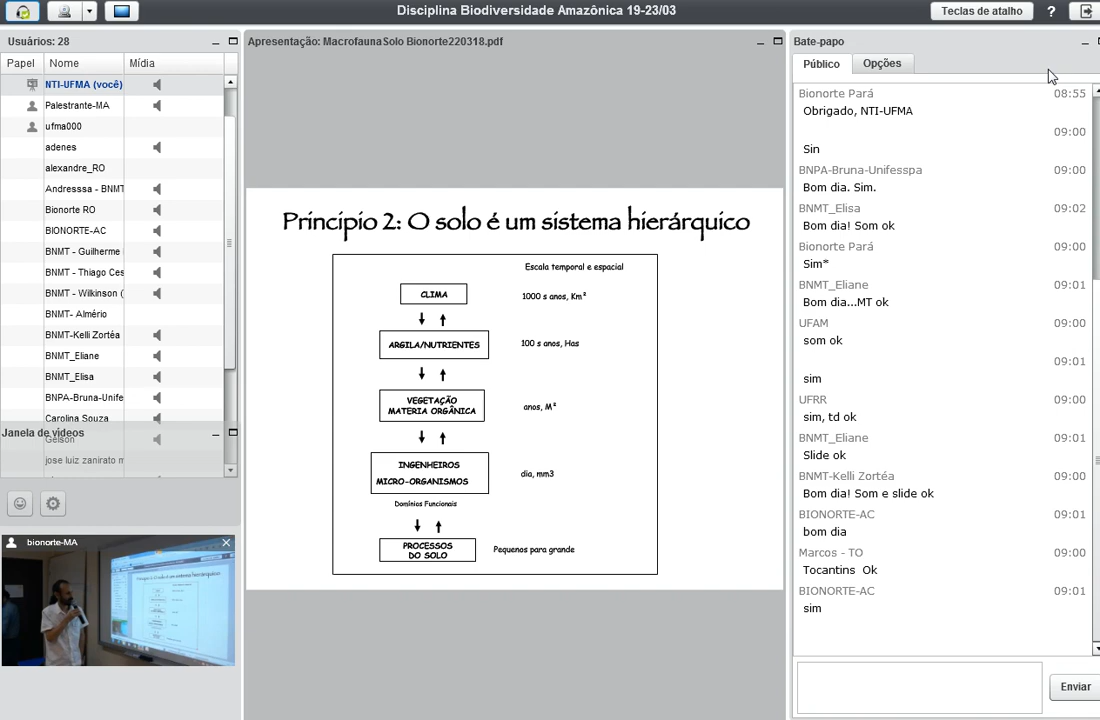 Disciplina Biodiversidade Amazônica 19-23/03
Teclas de atalho
?
Usuários: 28
Papel Nome Mídia
NTI-UFMA (você)
Palestrante-MA
ufma000
adenes
alexandre_RO
Andresssa - BNMT
Bionorte RO
BIONORTE-AC
BNMT - Guilherme
BNMT - Thiago Ces
BNMT - Wilkinson (
BNMT- Almério
BNMT-Kelli Zortéa
BNMT_Eliane
BNMT_Elisa
BNPA-Bruna-Unife
Carolina Souza
Gelson
jose luiz zanirato m
Janela de vídeos
bionorte-MA
Apresentação: MacrofaunaSolo Bionorte220318.pdf
Principio 2: O solo é um sistema hierárquico
Escala temporal e espacial
CLIMA
1000 s anos, Km²
ARGILA/NUTRIENTES
100 s anos, Has
VEGETAÇÃO
MATERIA ORGÂNICA
anos, M²
INGENHEIROS
MICRO-ORGANISMOS
dia, mm3
Domínios Funcionais
PROCESSOS
DO SOLO
Pequenos para grande
Bate-papo
Público Opções
Bionorte Pará 08:55
Obrigado, NTI-UFMA
09:00
Sin
BNPA-Bruna-Unifesspa 09:00
Bom dia. Sim.
BNMT_Elisa 09:02
Bom dia! Som ok
Bionorte Pará 09:00
Sim*
BNMT_Eliane 09:01
Bom dia...MT ok
UFAM 09:00
som ok
09:01
sim
UFRR 09:00
sim, td ok
BNMT_Eliane 09:01
Slide ok
BNMT-Kelli Zortéa 09:00
Bom dia! Som e slide ok
BIONORTE-AC 09:01
bom dia
Marcos - TO 09:00
Tocantins Ok
BIONORTE-AC 09:01
sim
Enviar